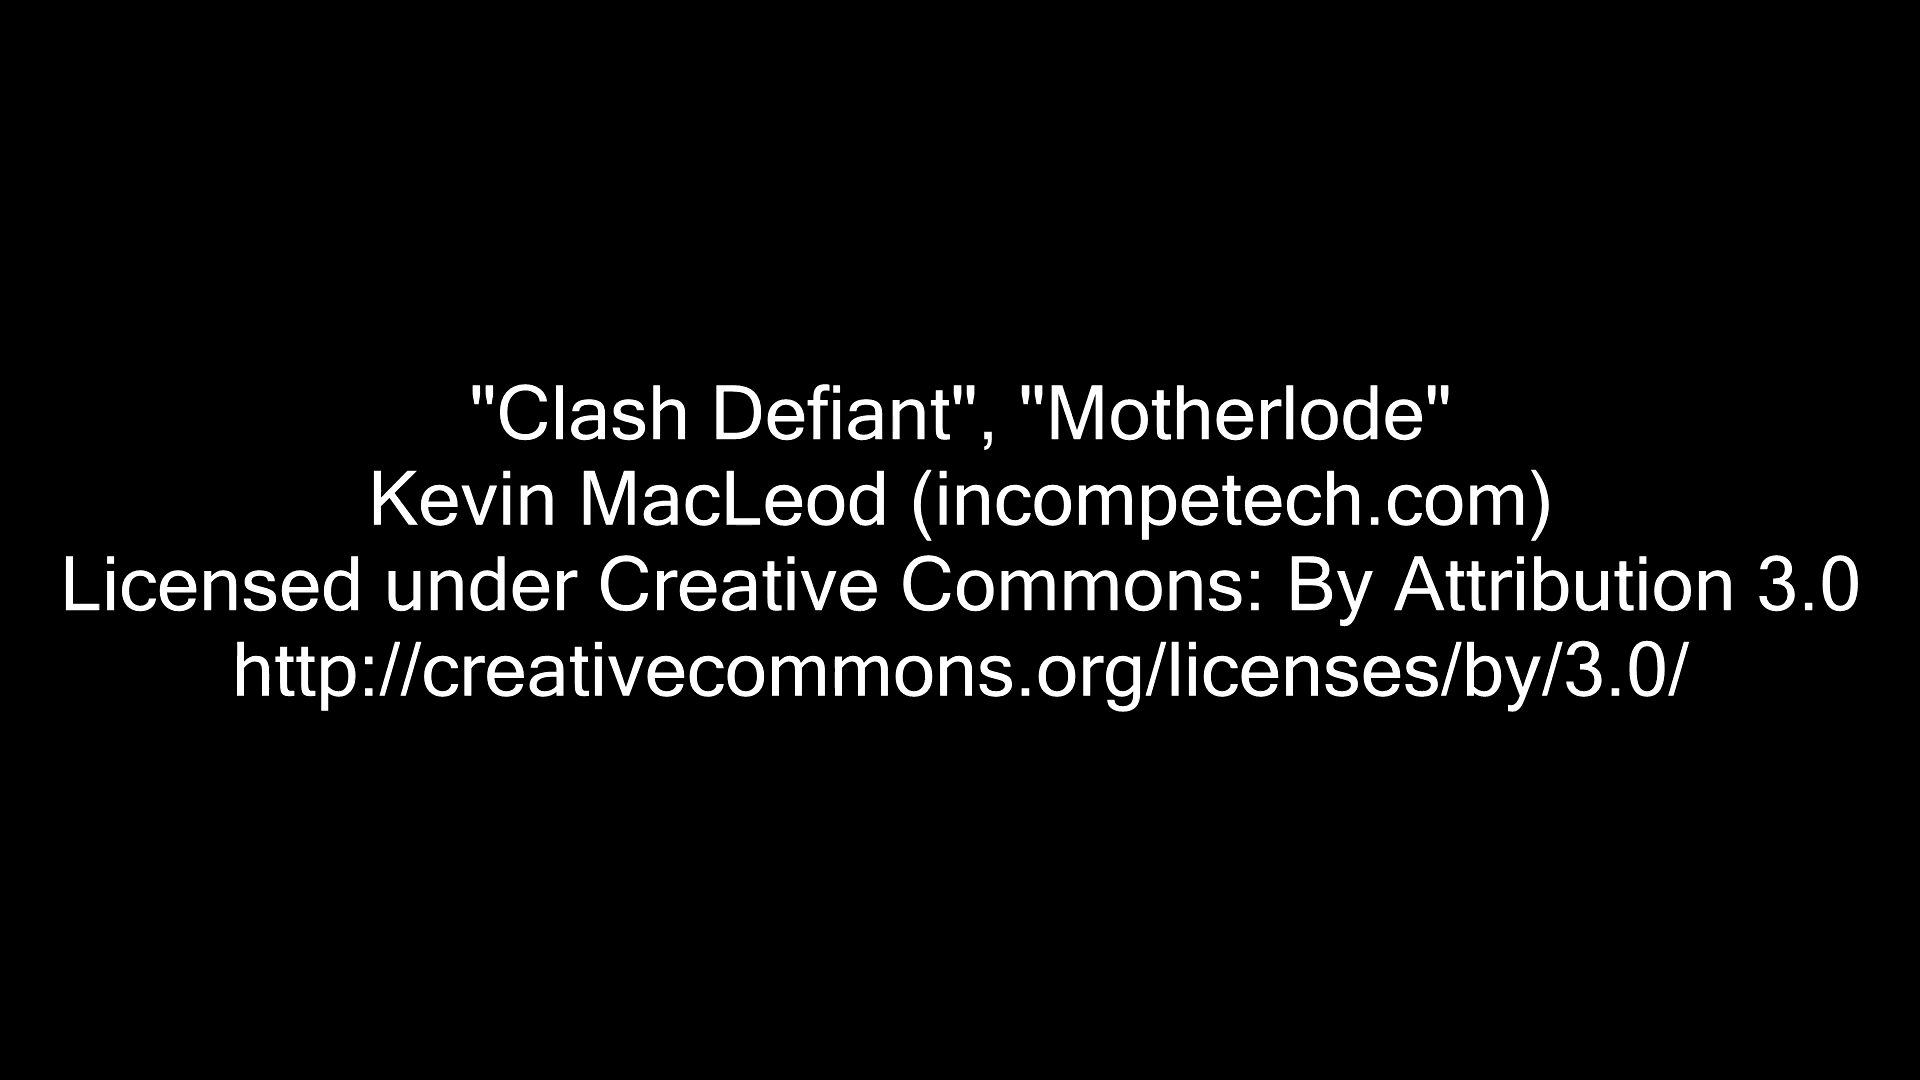 "Clash Defiant", "Motherlode"
Kevin MacLeod (incompetech.com)
Licensed under Creative Commons: By Attribution 3.0
http://creativecommons.org/licenses/by/3.0/